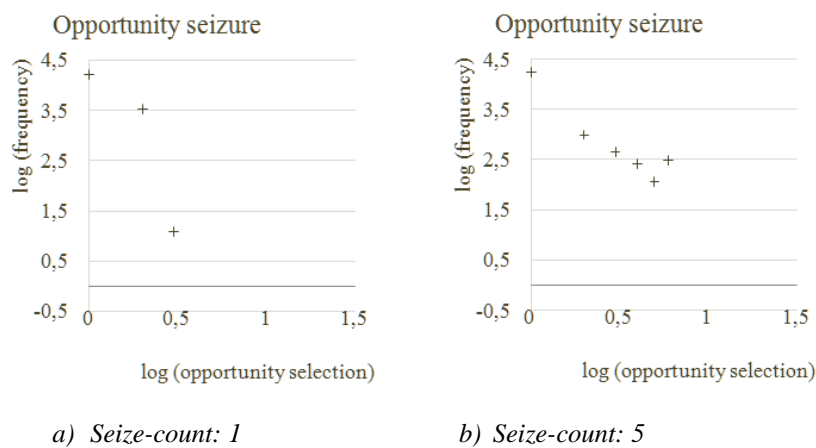 Opportunity seizure
log (frequency)
4,5
3,5
2,5
1,5
0,5
-0,5
0 0,5 1 1,5
log (opportunity selection)
a) Seize-count: 1
Opportunity seizure
log (frequency)
4,5
3,5
2,5
1,5
0,5
-0,5
0 0,5 1 1,5
log (opportunity selection)
b) Seize-count: 5